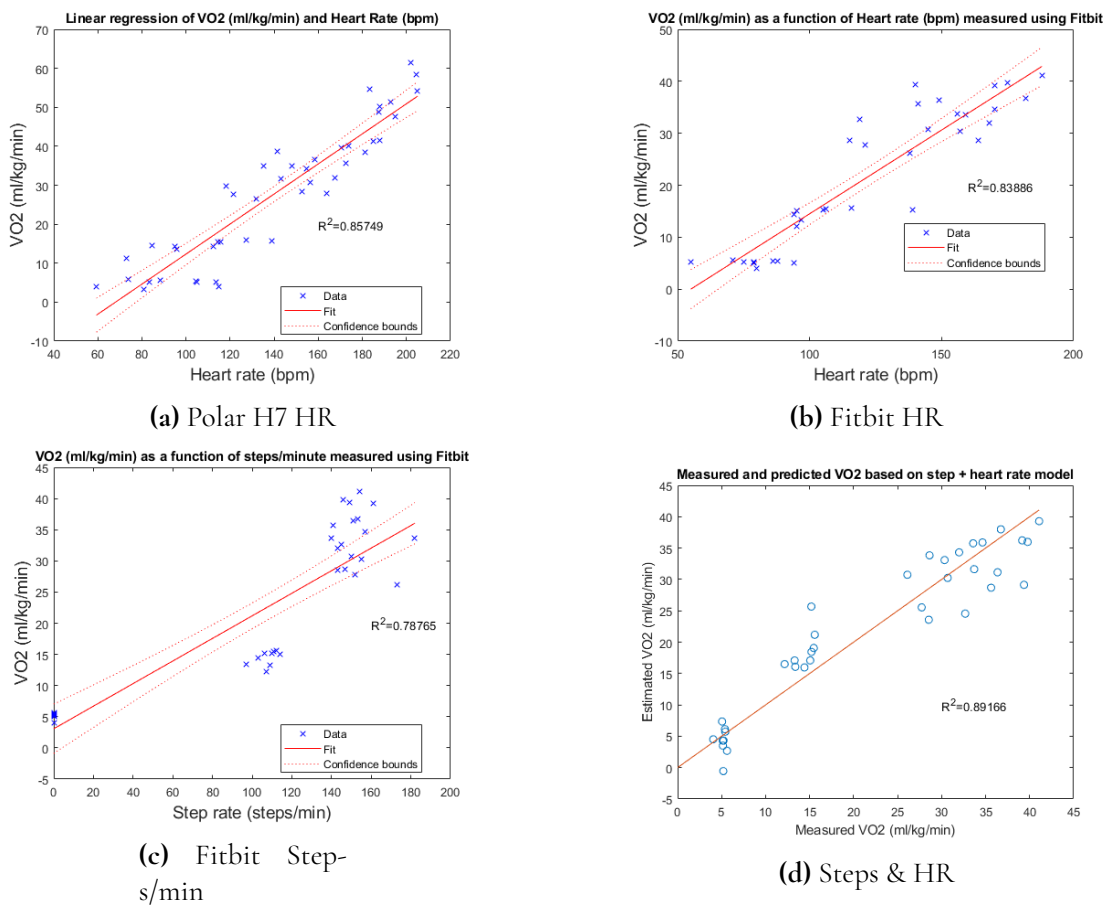 Linear regression of VO2 (ml/kg/min) and Heart Rate (bpm)
70
60
50
40
30
20
10
0
-10
VO2 (ml/kg/min)
R²=0.85749
Data
Fit
Confidence bounds
40 60 80 100 120 140 160 180 200 220
Heart rate (bpm)
(a) Polar H7 HR
VO2 (ml/kg/min) as a function of Heart rate (bpm) measured using Fitbit
50
40
30
20
10
0
-10
VO2 (ml/kg/min)
R²=0.83886
Data
Fit
Confidence bounds
50 100 150 200
Heart rate (bpm)
(b) Fitbit HR
VO2 (ml/kg/min) as a function of steps/minute measured using Fitbit
45
40
35
30
25
20
15
10
5
0
-5
VO2 (ml/kg/min)
R²=0.78765
Data
Fit
Confidence bounds
0 20 40 60 80 100 120 140 160 180 200
Step rate (steps/min)
(c) Fitbit Step-
s/min
Measured and predicted VO2 based on step + heart rate model
45
40
35
30
25
20
15
10
5
0
-5
Estimated VO2 (ml/kg/min)
R²=0.89166
0 5 10 15 20 25 30 35 40 45
Measured VO2 (ml/kg/min)
(d) Steps & HR